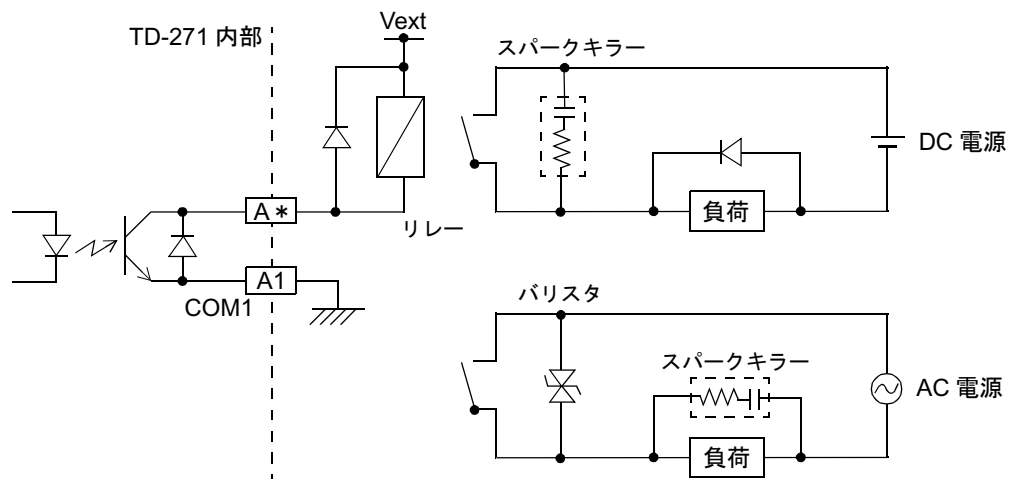 TD-271 内部
Vext
スパークキラー
DC 電源
負荷
A＊
リレー
A1
COM1
バリスタ
スパークキラー
AC 電源
負荷